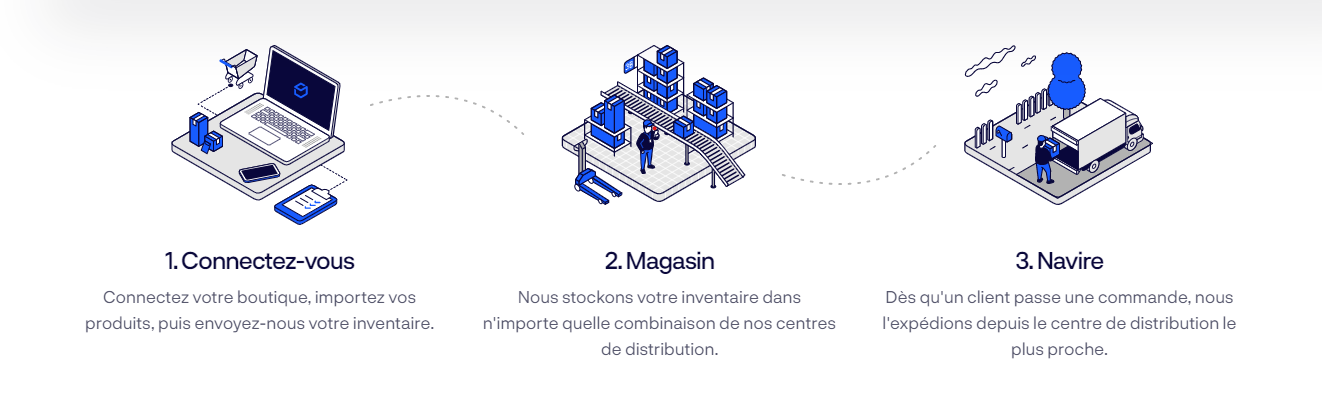 1. Connectez-vous
Connectez votre boutique, importez vos
produits, puis envoyez-nous votre inventaire.
2. Magasin
Nous stockons votre inventaire dans
n'importe quelle combinaison de nos centres
de distribution.
3. Navire
Dès qu'un client passe une commande, nous
l'expédions depuis le centre de distribution le
plus proche.